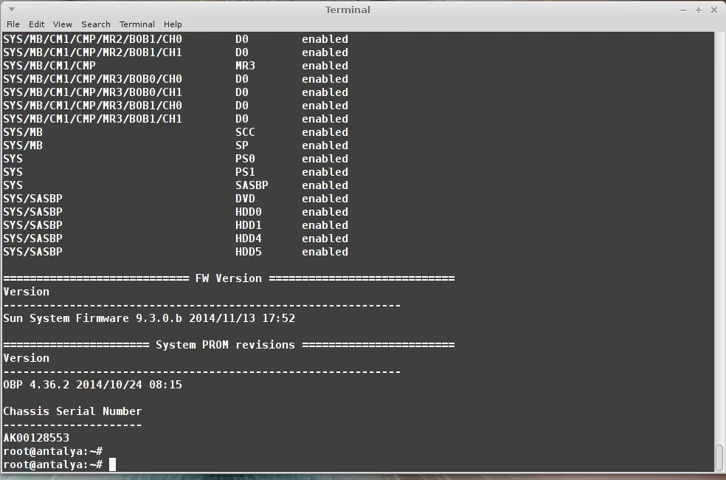 Terminal
File Edit View Search Terminal Help
SYS/MB/CM1/CMP/MR2/BOB1/CH0 D0 enabled
SYS/MB/CM1/CMP/MR2/BOB1/CH1 D0 enabled
SYS/MB/CM1/CMP MR3 enabled
SYS/MB/CM1/CMP/MR3/BOB0/CH0 D0 enabled
SYS/MB/CM1/CMP/MR3/BOB0/CH1 D0 enabled
SYS/MB/CM1/CMP/MR3/BOB1/CH0 D0 enabled
SYS/MB/CM1/CMP/MR3/BOB1/CH1 D0 enabled
SYS/MB SCC enabled
SYS/MB SP enabled
SYS PS0 enabled
SYS PS1 enabled
SYS SASBP enabled
SYS/SASBP DVD enabled
SYS/SASBP HDD0 enabled
SYS/SASBP HDD1 enabled
SYS/SASBP HDD4 enabled
SYS/SASBP HDD5 enabled
============================ FW Version ============================
Version
------------------------------------------------------------
Sun System Firmware 9.3.0.b 2014/11/13 17:52
====================== System PROM revisions =======================
Version
------------------------------------------------------------
OBP 4.36.2 2014/10/24 08:15
Chassis Serial Number
---------------------
AK00128553
root@antalya:~#
root@antalya:~#